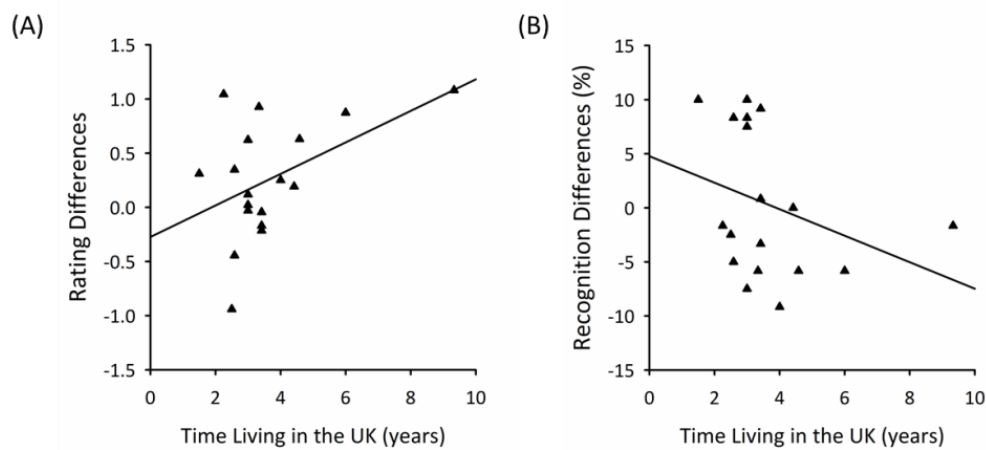 (A)
1.5
1.0
0.5
0.0
-0.5
-1.0
-1.5
Rating Differences
0 2 4 6 8 10
Time Living in the UK (years)
(B)
15
10
5
0
-5
-10
-15
Recognition Differences (%)
0 2 4 6 8 10
Time Living in the UK (years)